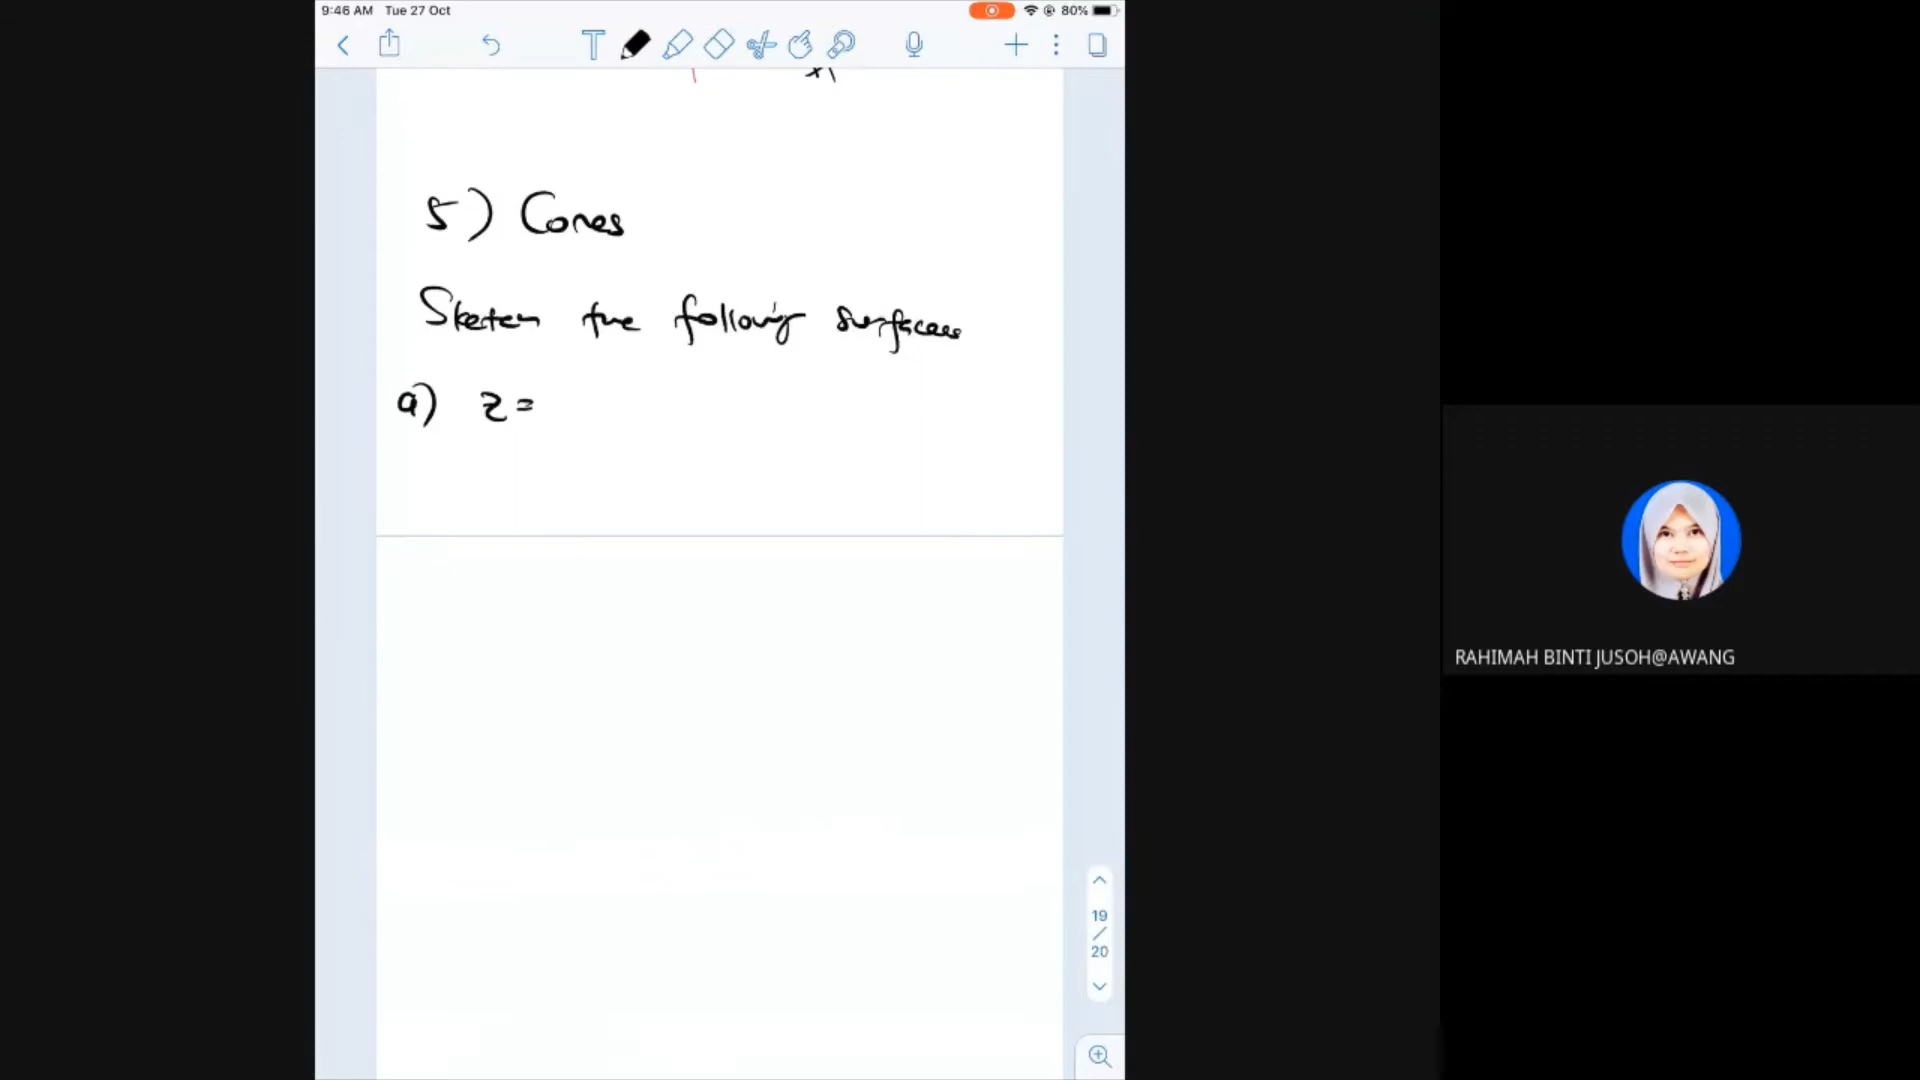 9:46 AM Tue 27 Oct
80%
5) Cones
Sketch the following surfaces
a) z =
19
/
20
RAHIMAH BINTI JUSOH@AWANG